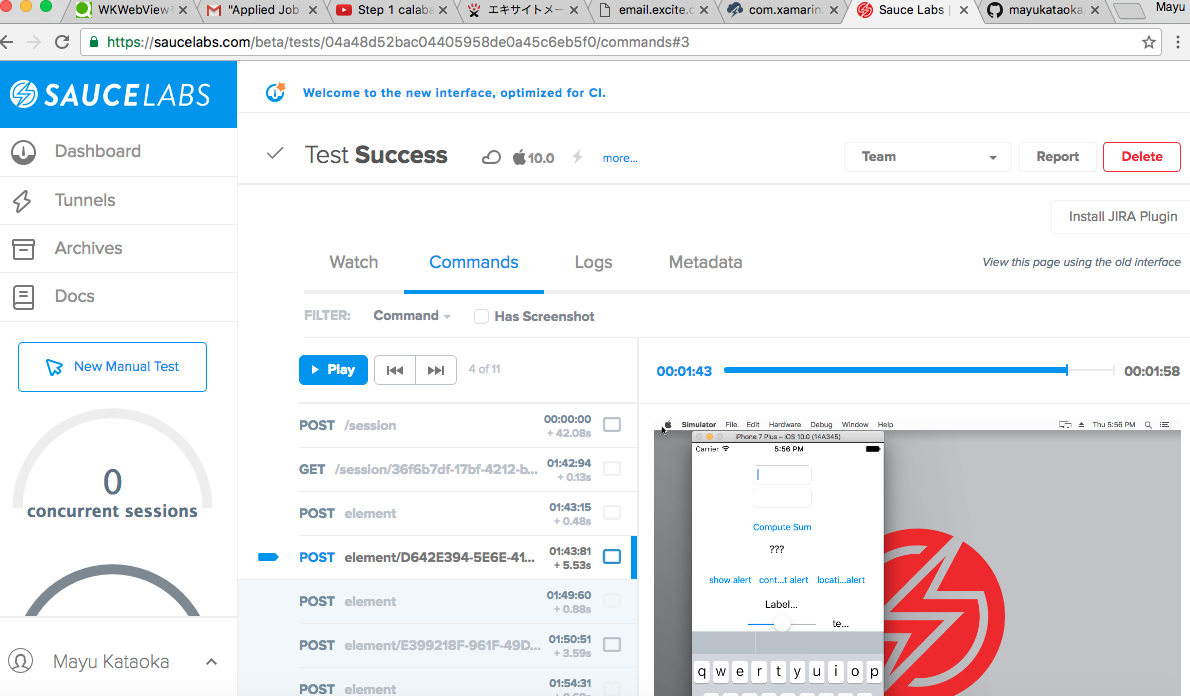 WKWebView
"Applied Job
Step 1 calaba
エキサイトメー
email.excite.c
com.xamarin.
Sauce Labs |
mayukataoka
Mayu
https://saucelabs.com/beta/tests/04a48d52bac04405958de0a45c6eb5f0/commands#3
SAUCELABS
Welcome to the new interface, optimized for CI.
Dashboard
Tunnels
Archives
Docs
New Manual Test
0
concurrent sessions
Mayu Kataoka
Test Success
10.0
more...
Team
Report
Delete
Install JIRA Plugin
Watch
Commands
Logs
Metadata
View this page using the old interface
FILTER:
Command
Has Screenshot
Play
4 of 11
00:01:43
00:01:58
POST /session 00:00:00
+ 42.08s
GET /session/36f6b7df-17bf-4212-b... 01:42:94
+ 0.13s
POST element 01:43:15
+ 0.48s
POST element/D642E394-5E6E-41... 01:43:81
+ 5.53s
POST element 01:49:60
+ 0.88s
POST element/E399218F-961F-49D... 01:50:51
+ 3.59s
POST element 01:54:31
Simulator File Edit Hardware Debug Window Help
Thu 5:56 PM
iPhone 7 Plus – iOS 10.0 (14A345)
Carrier
5:56 PM
Compute Sum
???
show alert cont...t alert locati...alert
Label...
te...
q w e r t y u i o p